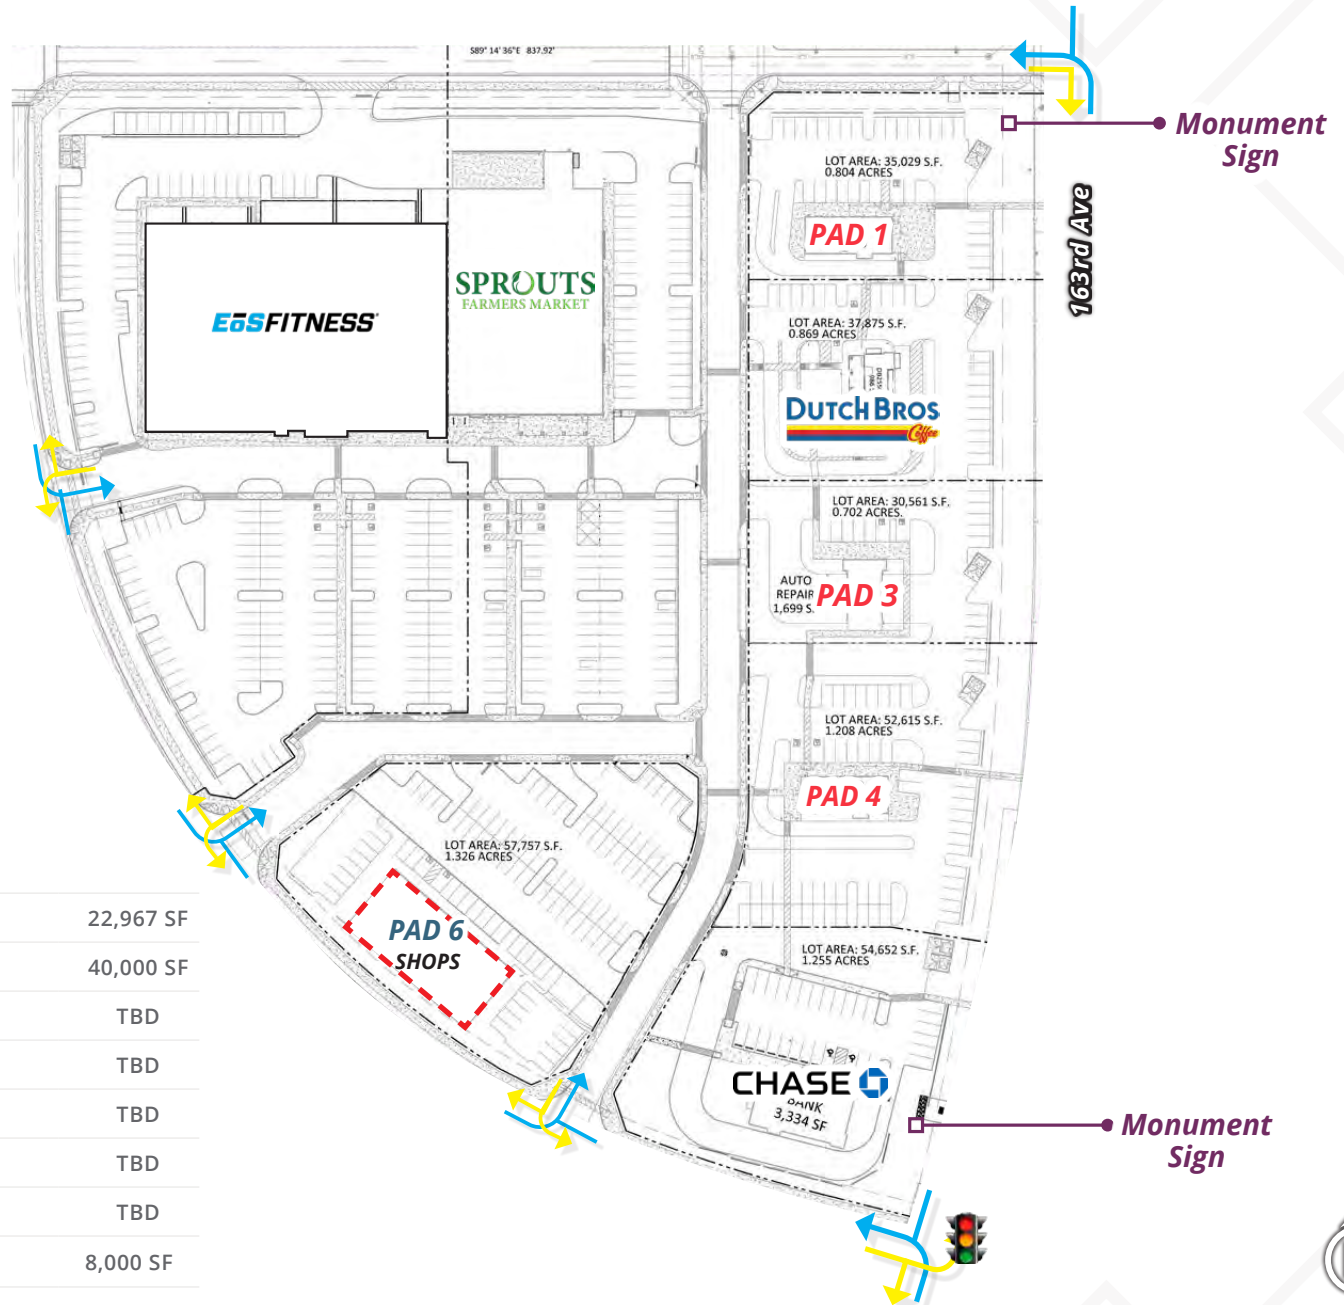 S89° 14' 36"E 837.92'
Monument
Sign
LOT AREA: 35,029 S.F.
0.804 ACRES
163rd Ave
PAD 1
SPROUTS
FARMERS MARKET
EōSFITNESS
LOT AREA: 37,875 S.F.
0.869 ACRES
DUTCH BROS
Coffee
LOT AREA: 30,561 S.F.
0.702 ACRES.
AUTO
REPAIR
1,699 S.
PAD 3
LOT AREA: 52,615 S.F.
1.208 ACRES
PAD 4
LOT AREA: 57,757 S.F.
1.326 ACRES
PAD 6
SHOPS
22,967 SF
40,000 SF
TBD
TBD
TBD
TBD
TBD
8,000 SF
LOT AREA: 54,652 S.F.
1.255 ACRES
CHASE
BANK
3,334 SF
Monument
Sign